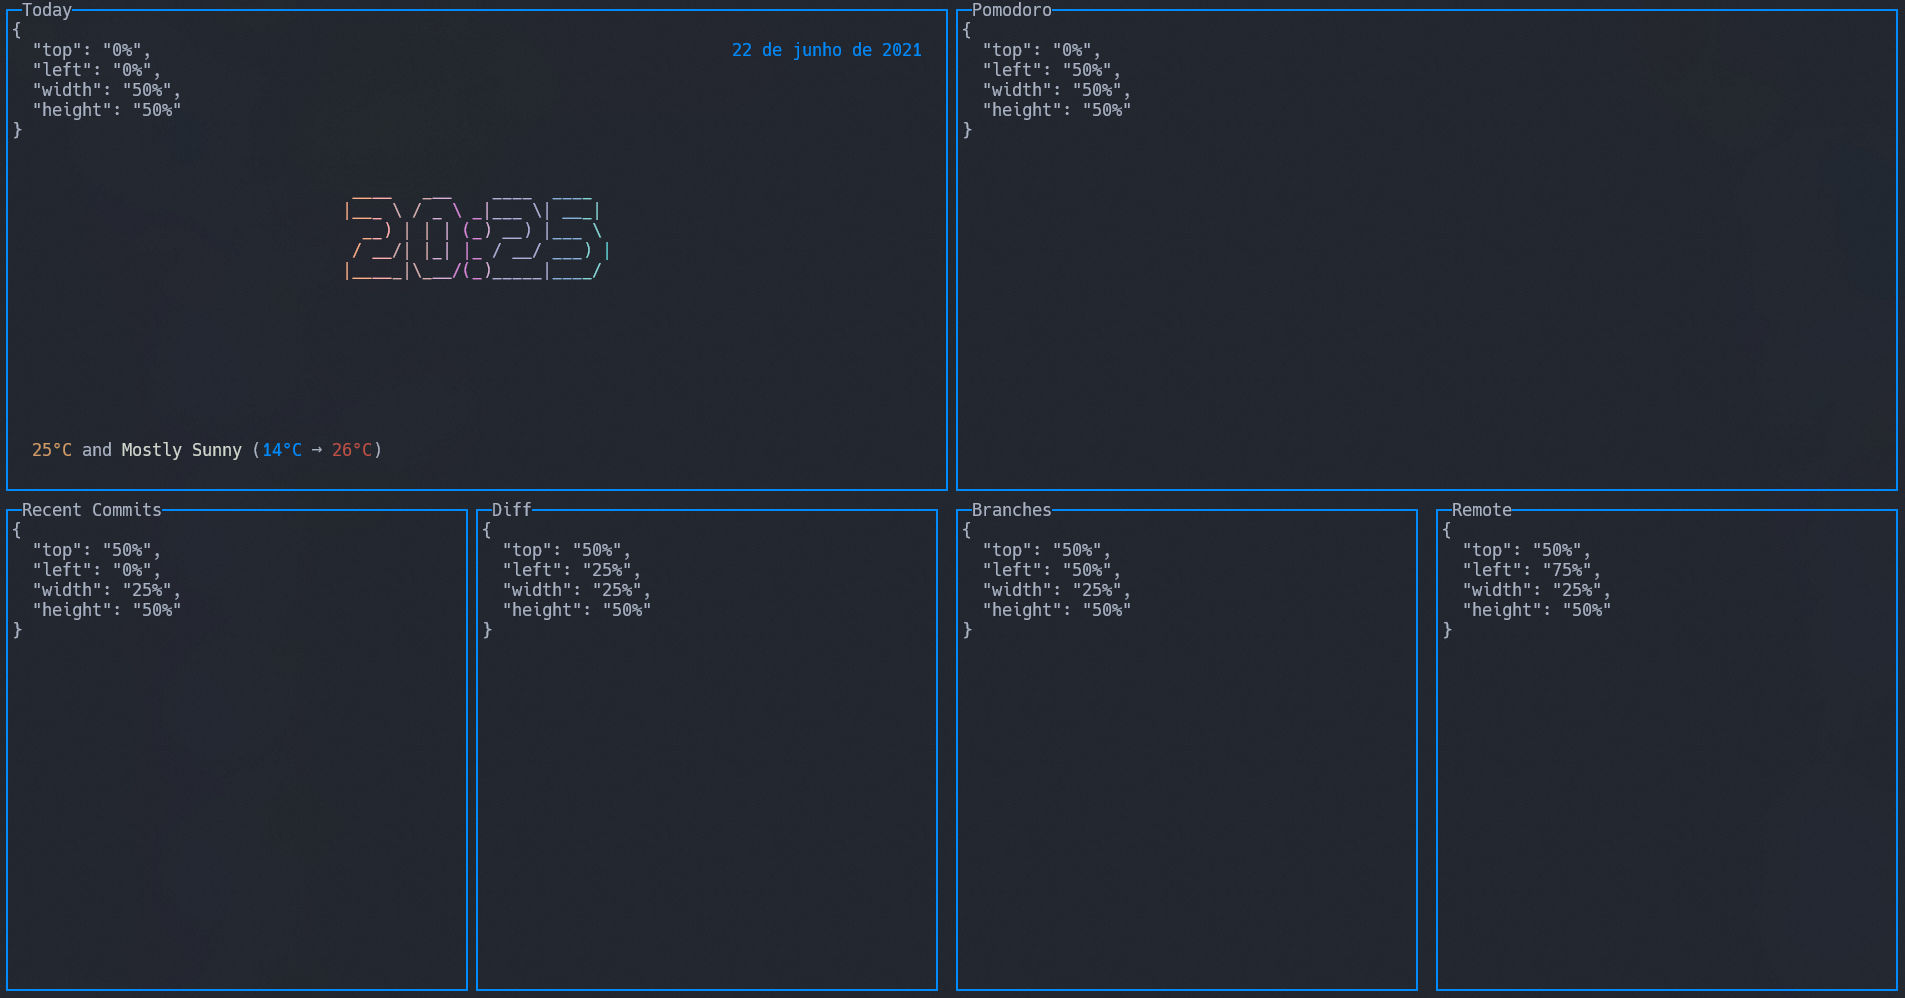 Today
{
  "top": "0%",
  "left": "0%",
  "width": "50%",
  "height": "50%"
}
22 de junho de 2021
20:25
25°C and Mostly Sunny (14°C → 26°C)
Pomodoro
{
  "top": "0%",
  "left": "50%",
  "width": "50%",
  "height": "50%"
}
Recent Commits
{
  "top": "50%",
  "left": "0%",
  "width": "25%",
  "height": "50%"
}
Diff
{
  "top": "50%",
  "left": "25%",
  "width": "25%",
  "height": "50%"
}
Branches
{
  "top": "50%",
  "left": "50%",
  "width": "25%",
  "height": "50%"
}
Remote
{
  "top": "50%",
  "left": "75%",
  "width": "25%",
  "height": "50%"
}